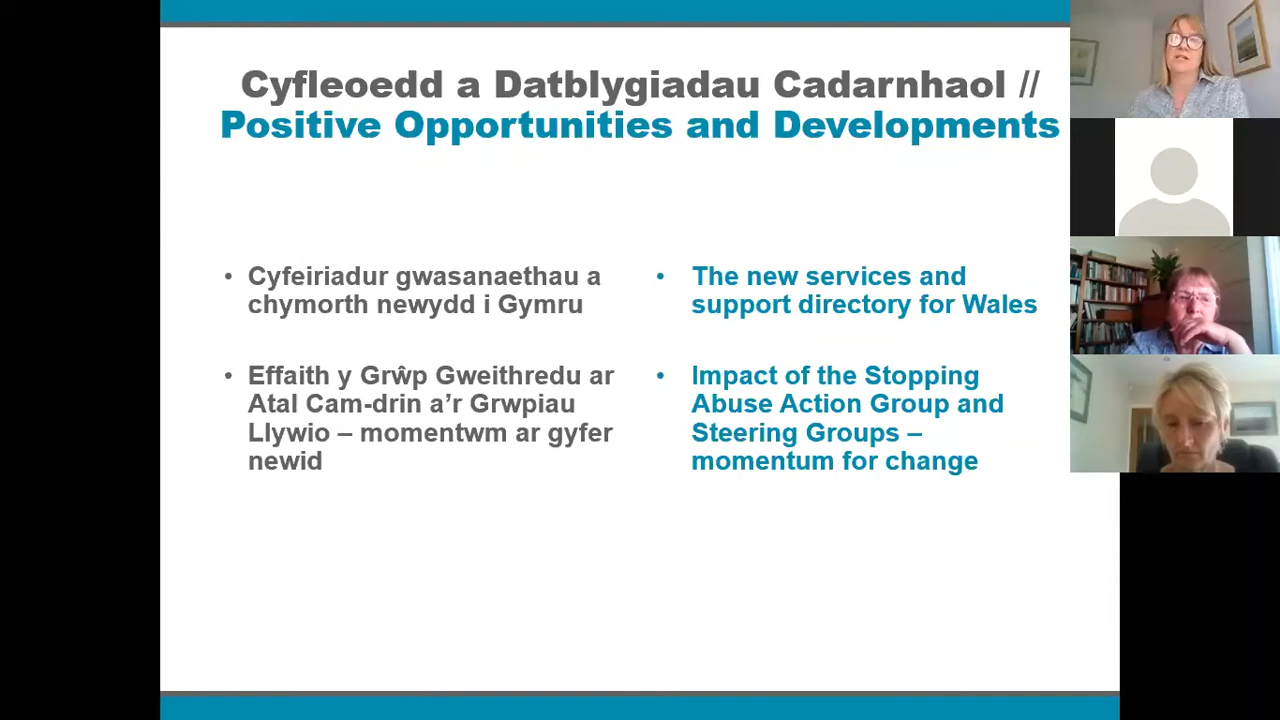 Cyfleoedd a Datblygiadau Cadarnhaol //
Positive Opportunities and Developments
• Cyfeiriadur gwasanaethau a
chymorth newydd i Gymru
• Effaith y Grŵp Gweithredu ar
Atal Cam-drin a’r Grwpiau
Llywio – momentwm ar gyfer
newid
• The new services and
support directory for Wales
• Impact of the Stopping
Abuse Action Group and
Steering Groups –
momentum for change